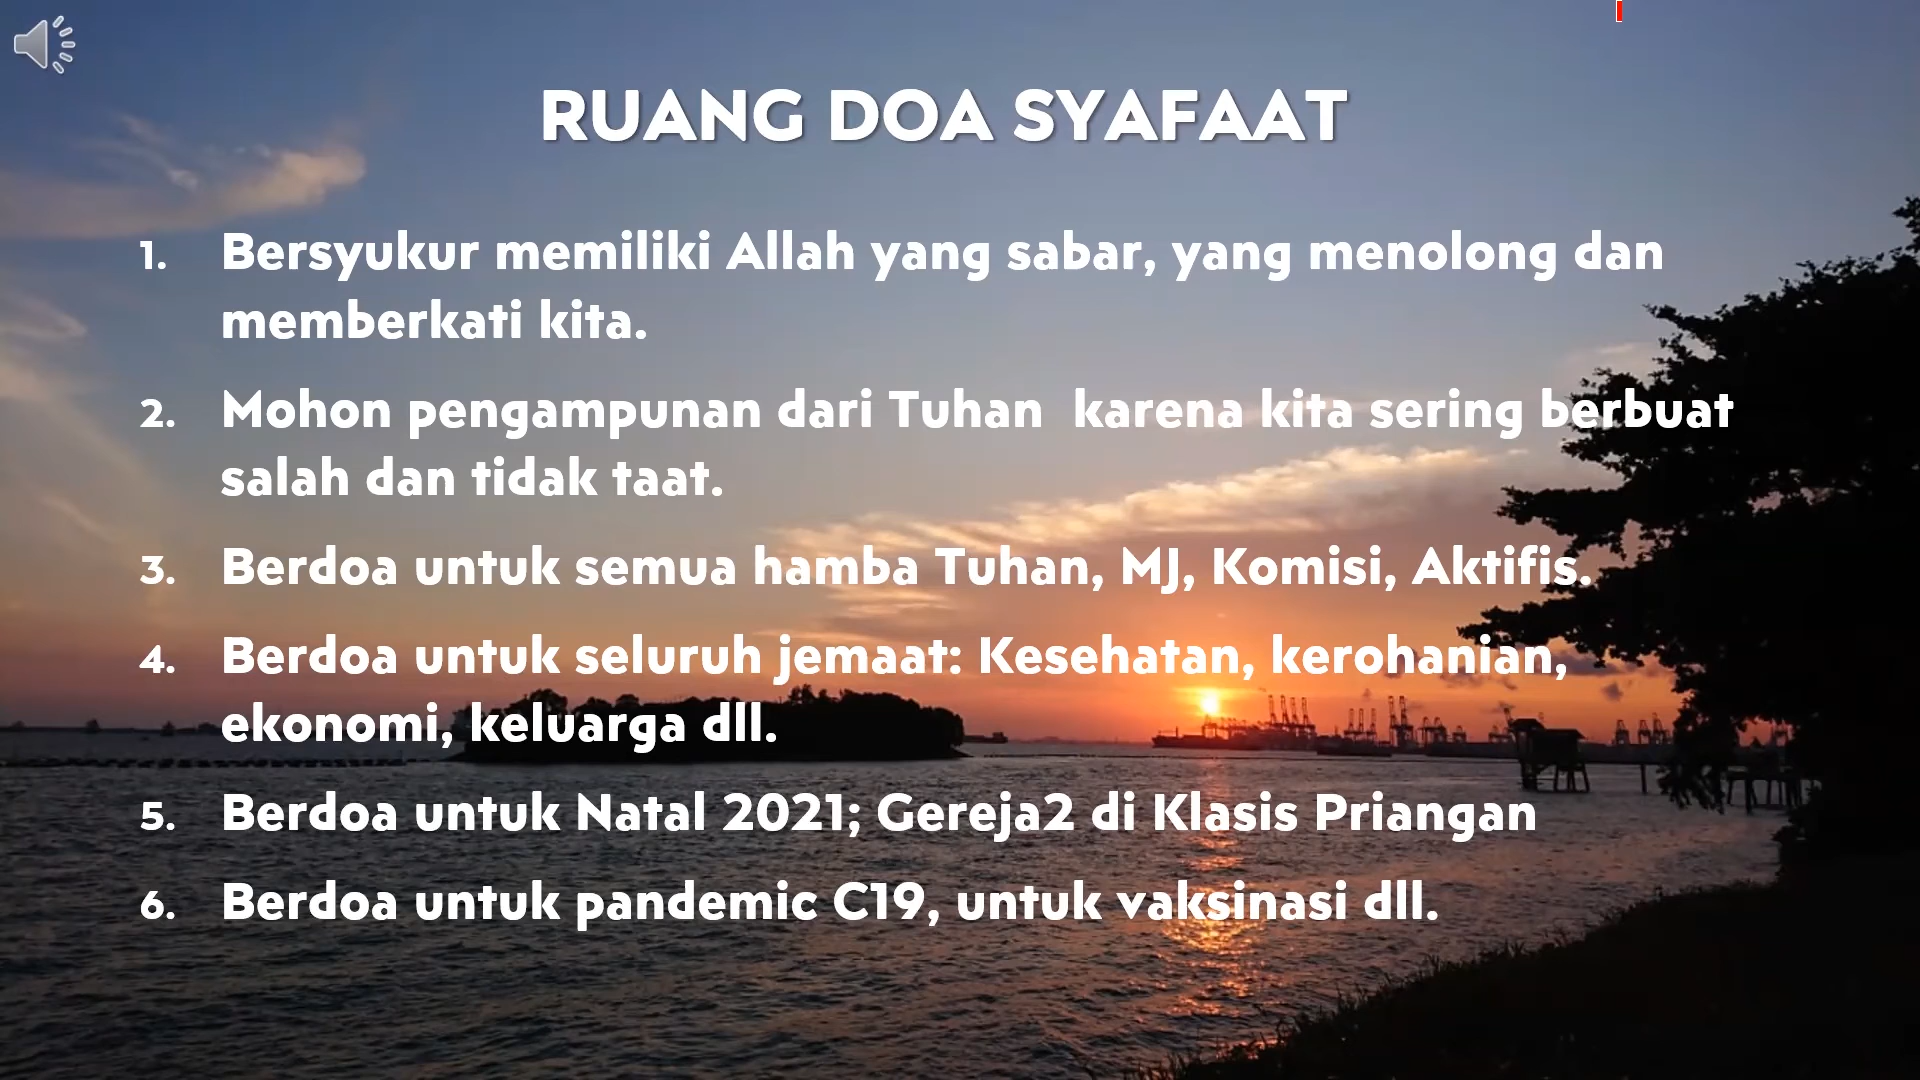 RUANG DOA SYAFAAT
1. Bersyukur memiliki Allah yang sabar, yang menolong dan
memberkati kita.
2. Mohon pengampunan dari Tuhan  karena kita sering berbuat
salah dan tidak taat.
3. Berdoa untuk semua hamba Tuhan, MJ, Komisi, Aktifis.
4. Berdoa untuk seluruh jemaat: Kesehatan, kerohanian,
ekonomi, keluarga dll.
5. Berdoa untuk Natal 2021; Gereja2 di Klasis Priangan
6. Berdoa untuk pandemic C19, untuk vaksinasi dll.